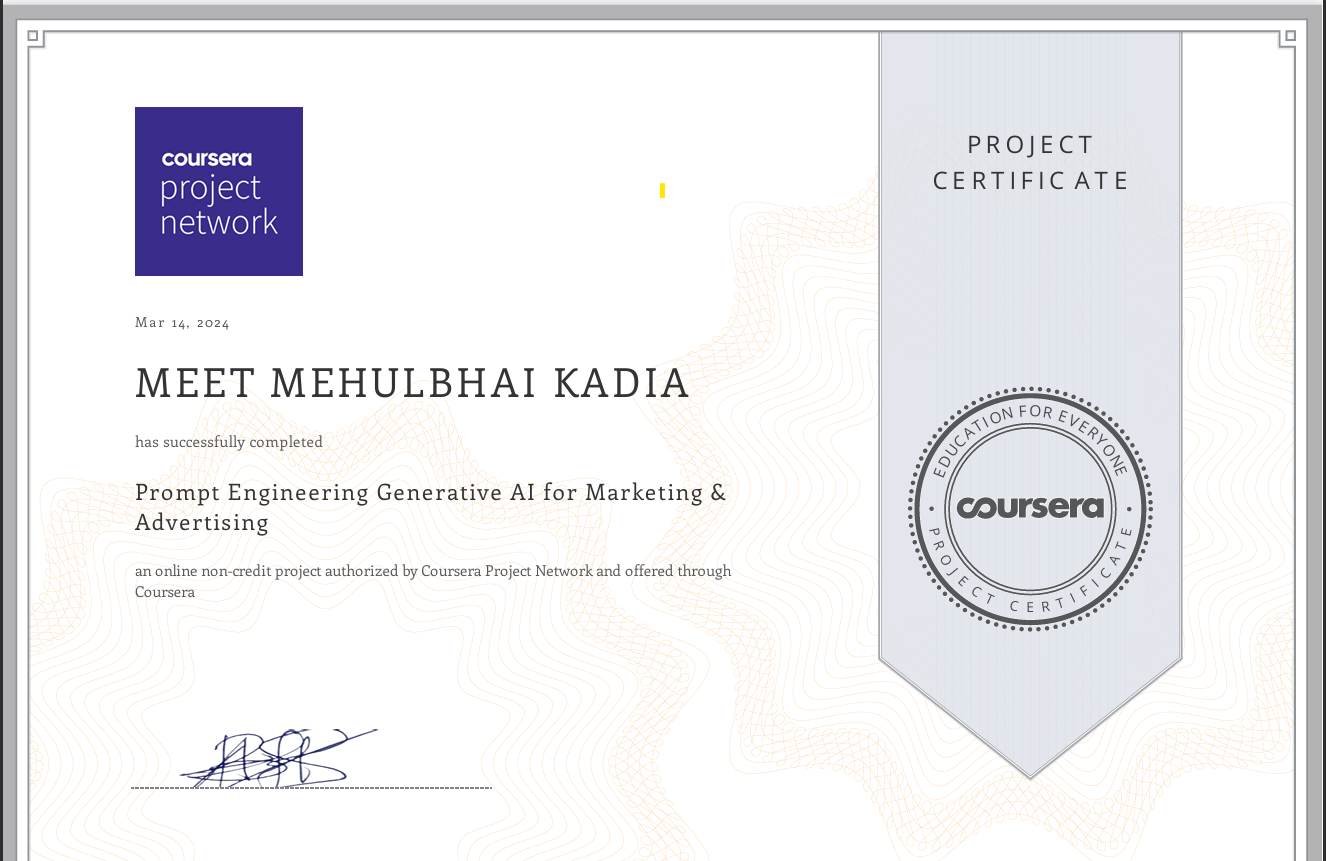 coursera
project
network
PROJECT
CERTIFICATE
Mar 14, 2024
MEET MEHULBHAI KADIA
has successfully completed
Prompt Engineering Generative AI for Marketing &
Advertising
an online non-credit project authorized by Coursera Project Network and offered through
Coursera
EDUCATION FOR EVERYONE
coursera
PROJECT CERTIFICATE